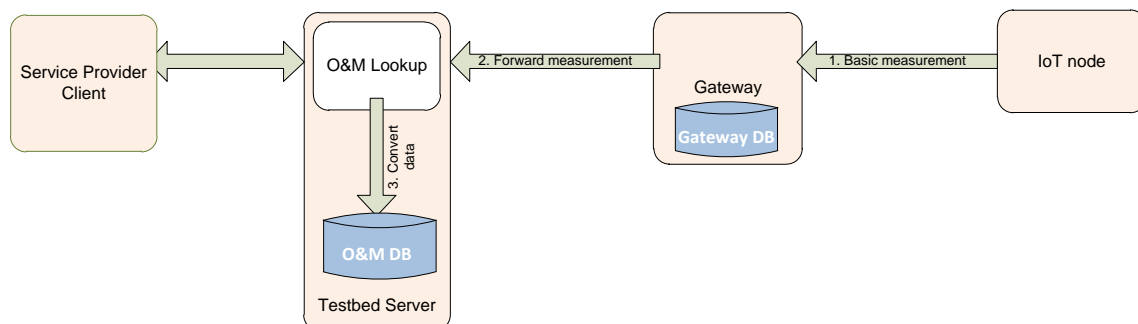 Service Provider
Client
O&M Lookup
3. Convert
data
O&M DB
Testbed Server
2. Forward measurement
Gateway
Gateway DB
1. Basic measurement
IoT node